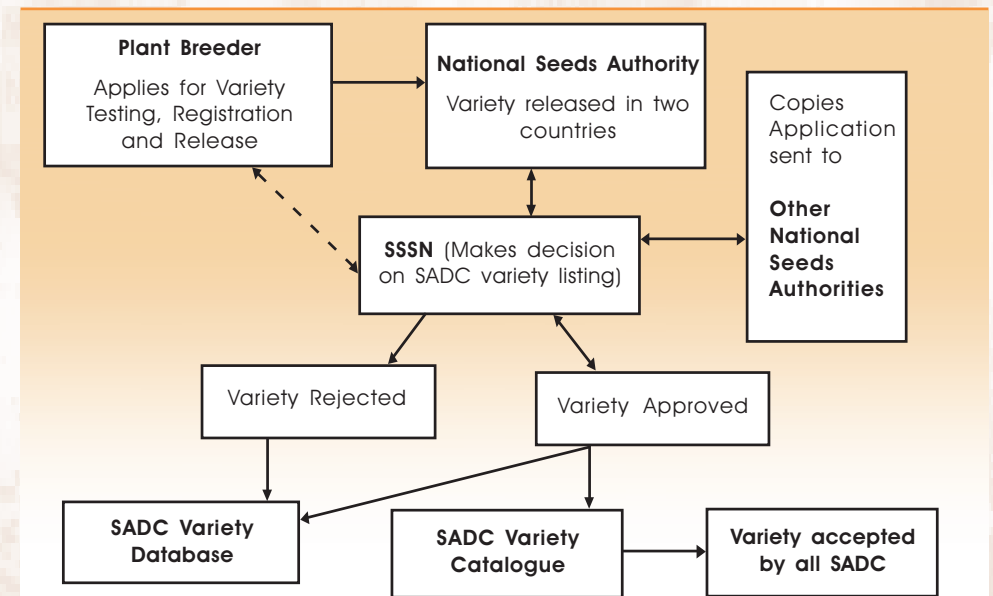 Plant Breeder
Applies for Variety
Testing, Registration
and Release
National Seeds Authority
Variety released in two
countries
Copies
Application
sent to
Other
National
Seeds
Authorities
SSSN (Makes decision
on SADC variety listing)
Variety Rejected
Variety Approved
SADC Variety
Database
SADC Variety
Catalogue
Variety accepted
by all SADC